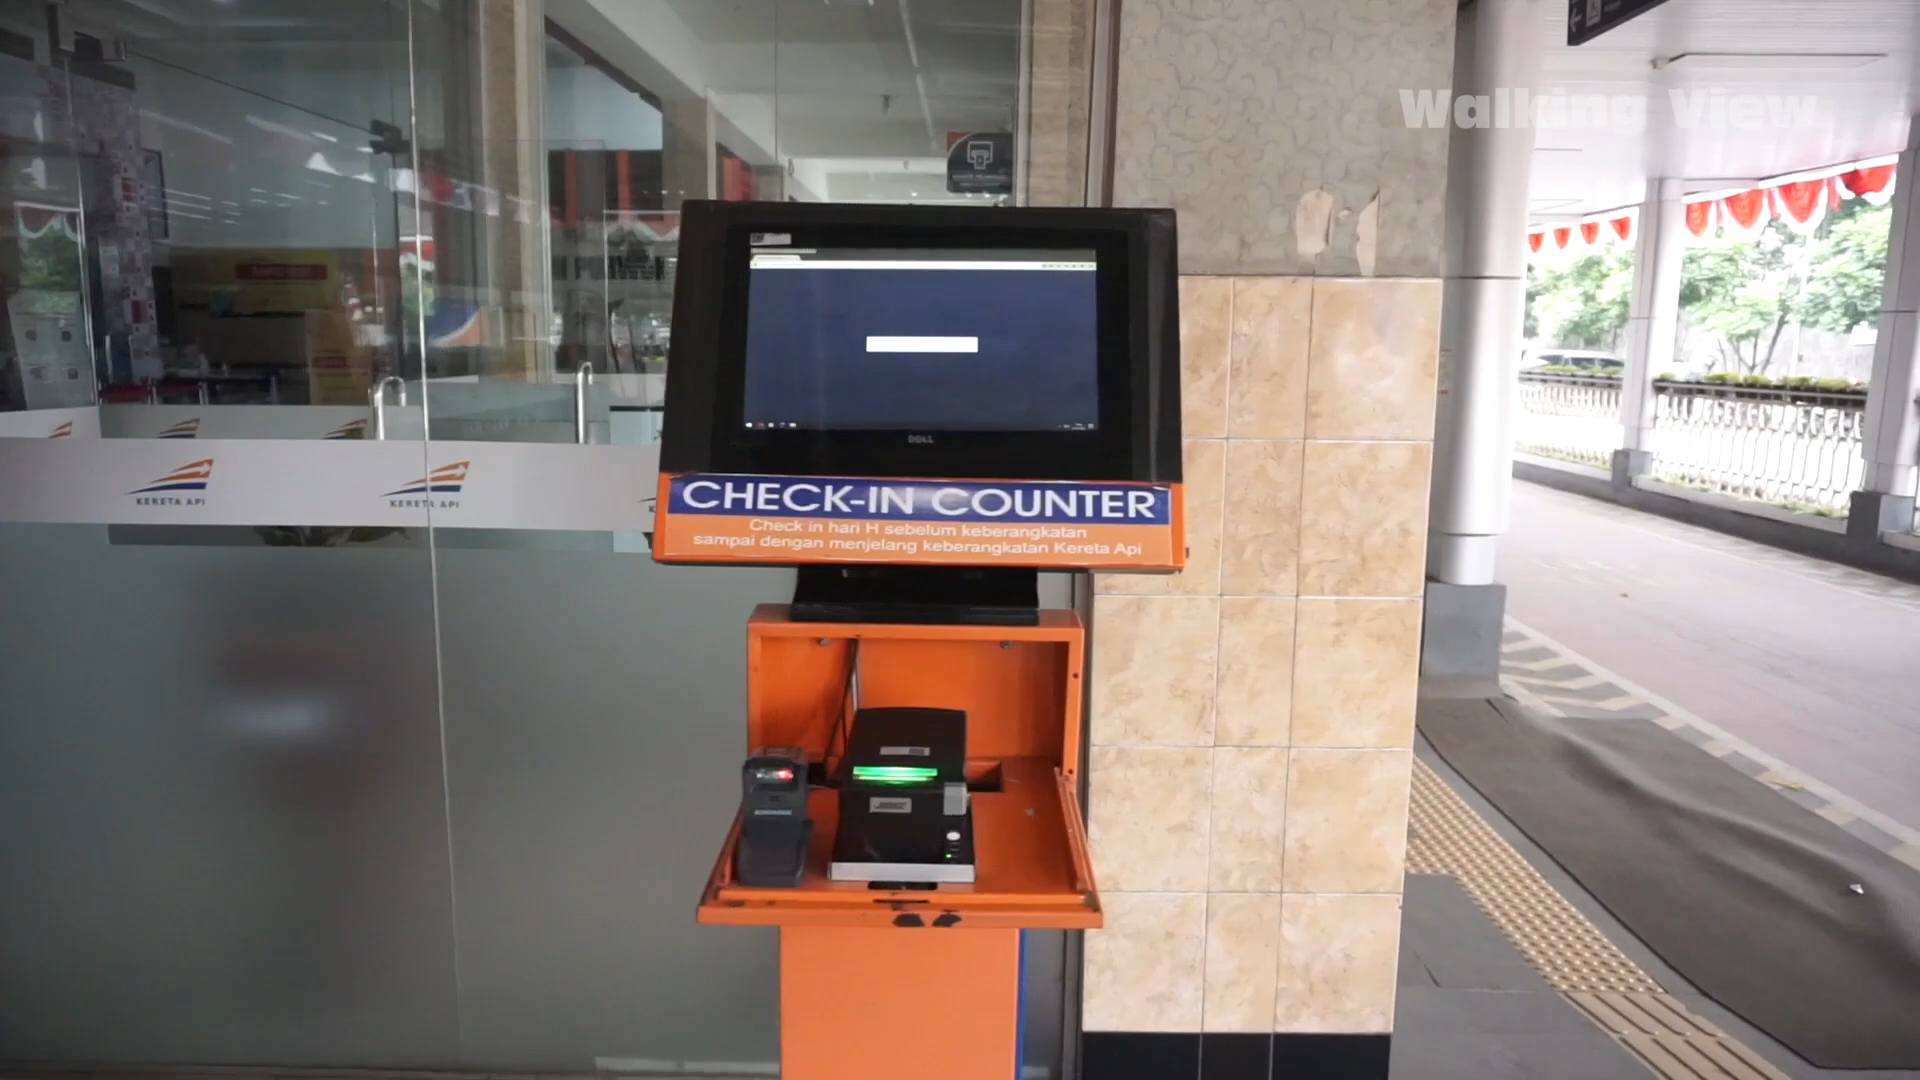 Walking View
DELL
CHECK-IN COUNTER
Check in hari H sebelum keberangkatan
sampai dengan menjelang keberangkatan Kereta Api
KERETA API
KERETA API